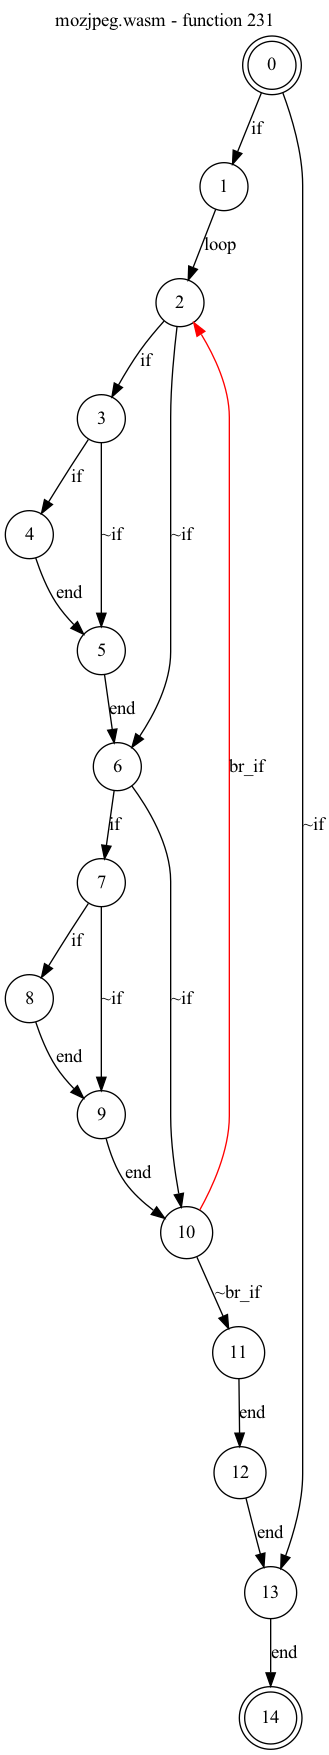 mozjpeg.wasm - function 231
0
if
1
loop
2
if
3
if
4
~if
~if
end
5
end
6
br_if
~if
if
7
if
8
~if
~if
end
9
end
10
~br_if
11
end
12
end
13
end
14